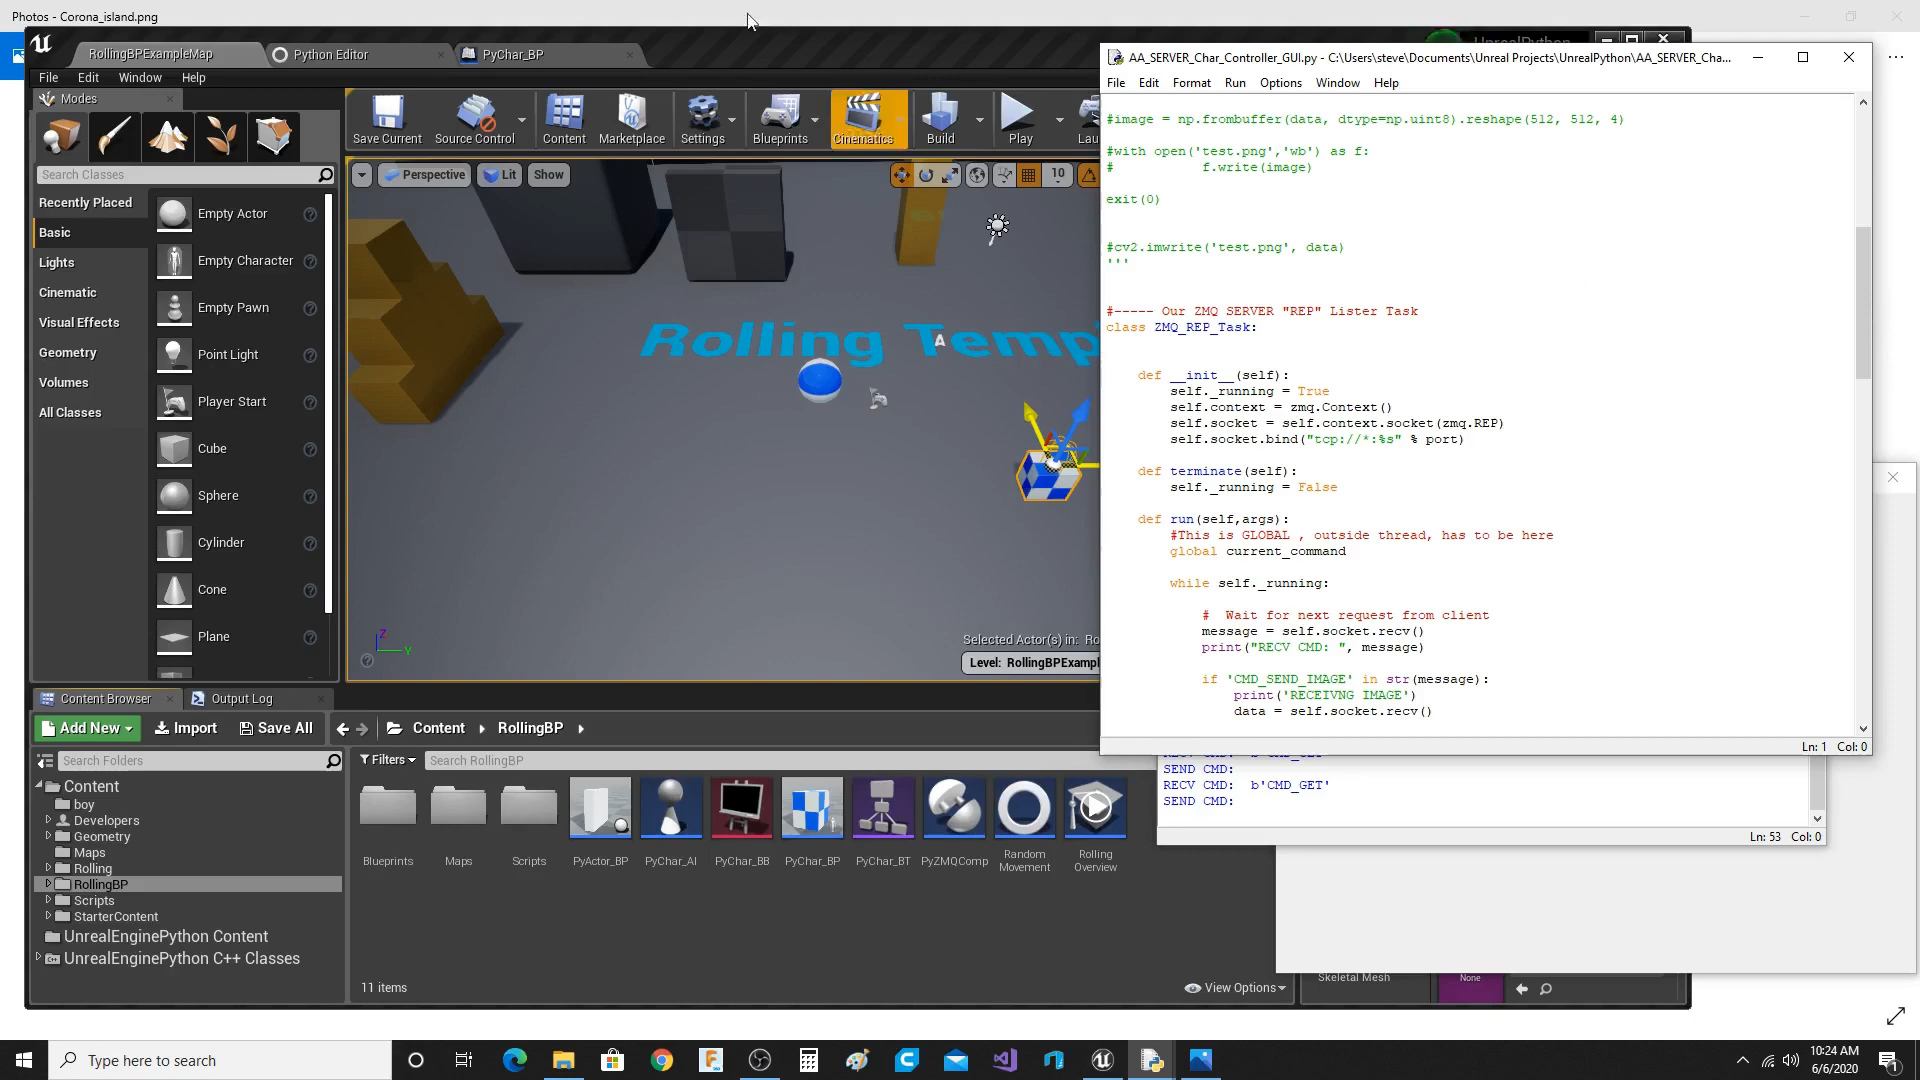 Photos - Corona_island.png
RollingBPExampleMap
Python Editor
PyChar_BP
UnrealPython
File Edit Window Help
Modes
Search Classes
Recently Placed
Basic
Lights
Cinematic
Visual Effects
Geometry
Volumes
All Classes
Empty Actor
Empty Character
Empty Pawn
Point Light
Player Start
Cube
Sphere
Cylinder
Cone
Plane
Save Current
Source Control
Content
Marketplace
Settings
Blueprints
Cinematics
Play
Lau
Perspective
Lit
Show
10
Rolling Temp
Z
Y
Selected Actor(s) in: Ro
Level: RollingBPExampl
AA_SERVER_Char_Controller_GUI.py - C:\Users\steve\Documents\Unreal Projects\UnrealPython\AA_SERVER_Cha...
File Edit Format Run Options Window Help
#image = np.frombuffer(data, dtype=np.uint8).reshape(512, 512, 4)
#with open('test.png','wb') as f:
# f.write(image)
exit(0)
#cv2.imwrite('test.png', data)
'''
#----- Our ZMQ SERVER "REP" Lister Task
class ZMQ_REP_Task:
def __init__(self):
self._running = True
self.context = zmq.Context()
self.socket = self.context.socket(zmq.REP)
self.socket.bind("tcp://*:%s" % port)
def terminate(self):
self._running = False
def run(self,args):
#This is GLOBAL , outside thread, has to be here
global current_command
while self._running:
# Wait for next request from client
message = self.socket.recv()
print("RECV CMD: ", message)
if 'CMD_SEND_IMAGE' in str(message):
print('RECEIVNG IMAGE')
data = self.socket.recv()
Ln: 1 Col: 0
SEND CMD:
RECV CMD: b'CMD_GET'
SEND CMD:
Ln: 53 Col: 0
Content Browser
Output Log
Add New
Import
Save All
Content
RollingBP
Search Folders
Filters
Search RollingBP
Content
boy
Developers
Geometry
Maps
Rolling
RollingBP
Scripts
StarterContent
UnrealEnginePython Content
UnrealEnginePython C++ Classes
Blueprints
Maps
Scripts
PyActor_BP
PyChar_AI
PyChar_BB
PyChar_BP
PyChar_BT
PyZMQComp
Random
Movement
Rolling
Overview
11 items
View Options
Skeletal Mesh
None
Type here to search
10:24 AM
6/6/2020
1